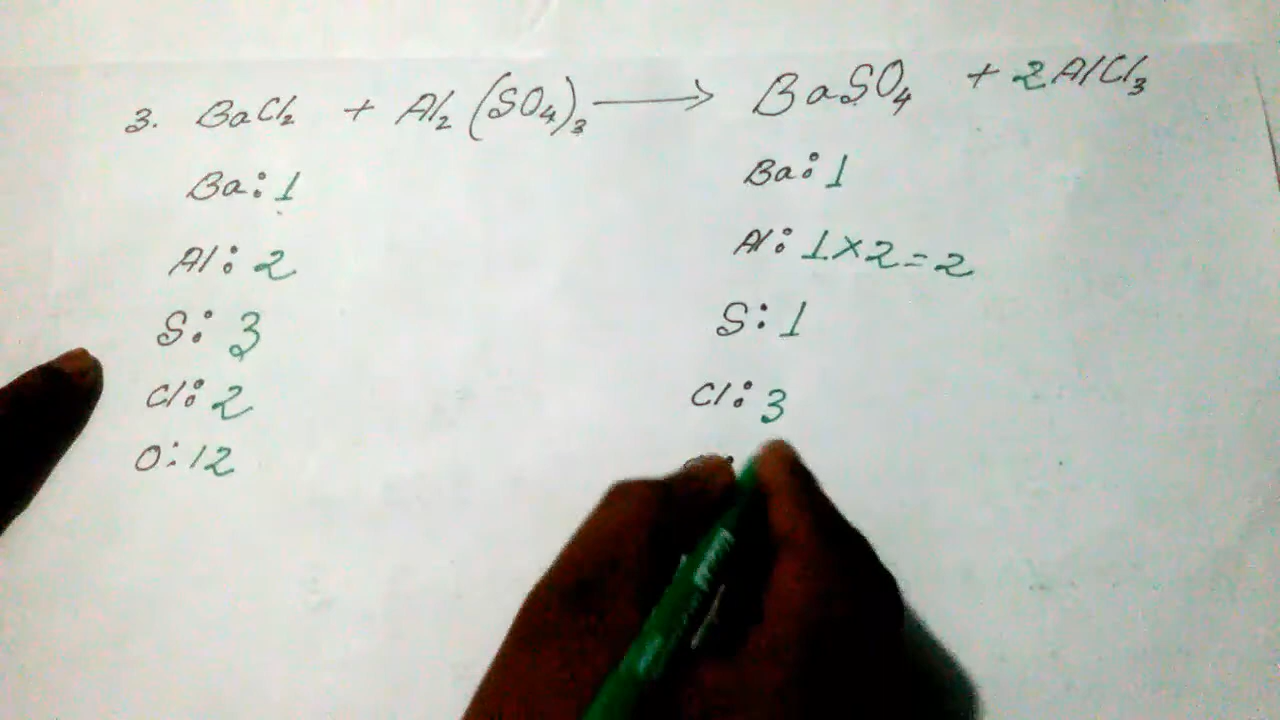 3. BaCl₂ + Al₂(SO₄)₃ ⟶ BaSO₄ + 2AlCl₃
Ba: 1
Al: 2
S: 3
Cl: 2
O: 12
Ba: 1
Al: 1×2=2
S: 1
Cl: 3